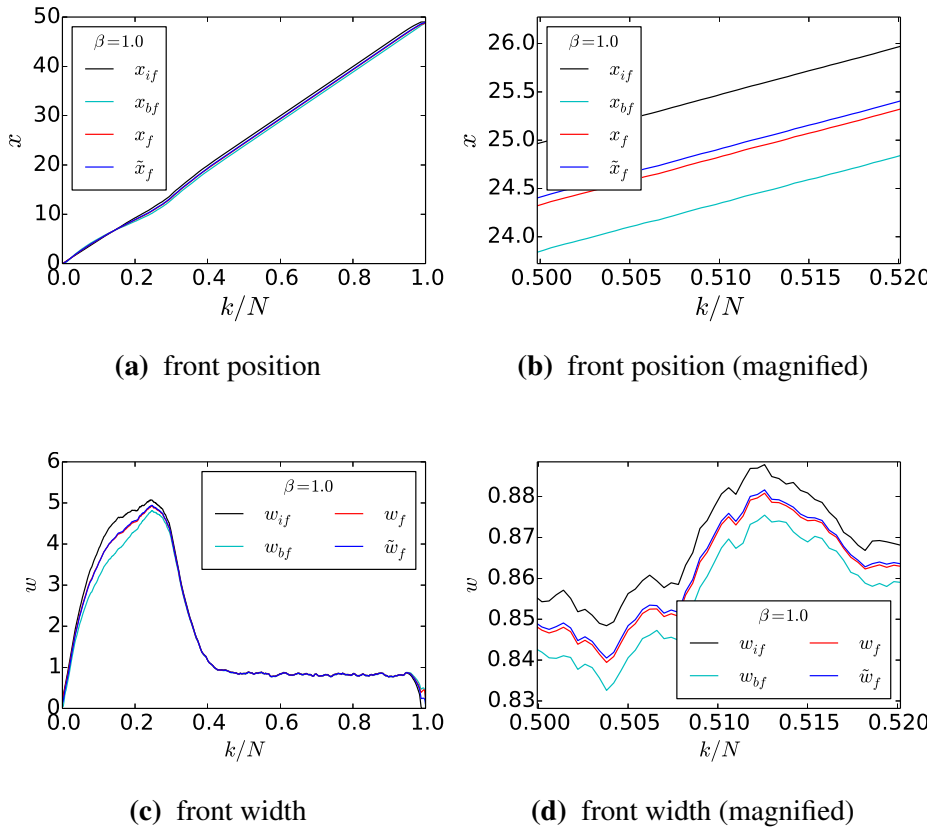 50
40
30
20
10
0
x
β=1.0
x_if
x_bf
x_f
x̃_f
0.0 0.2 0.4 0.6 0.8 1.0
k/N
(a) front position
26.0
25.5
25.0
24.5
24.0
x
β=1.0
x_if
x_bf
x_f
x̃_f
0.500 0.505 0.510 0.515 0.520
k/N
(b) front position (magnified)
6
5
4
3
2
1
0
w
β=1.0
w_if w_f
w_bf w̃_f
0.0 0.2 0.4 0.6 0.8 1.0
k/N
(c) front width
0.88
0.87
0.86
0.85
0.84
0.83
w
β=1.0
w_if w_f
w_bf w̃_f
0.500 0.505 0.510 0.515 0.520
k/N
(d) front width (magnified)